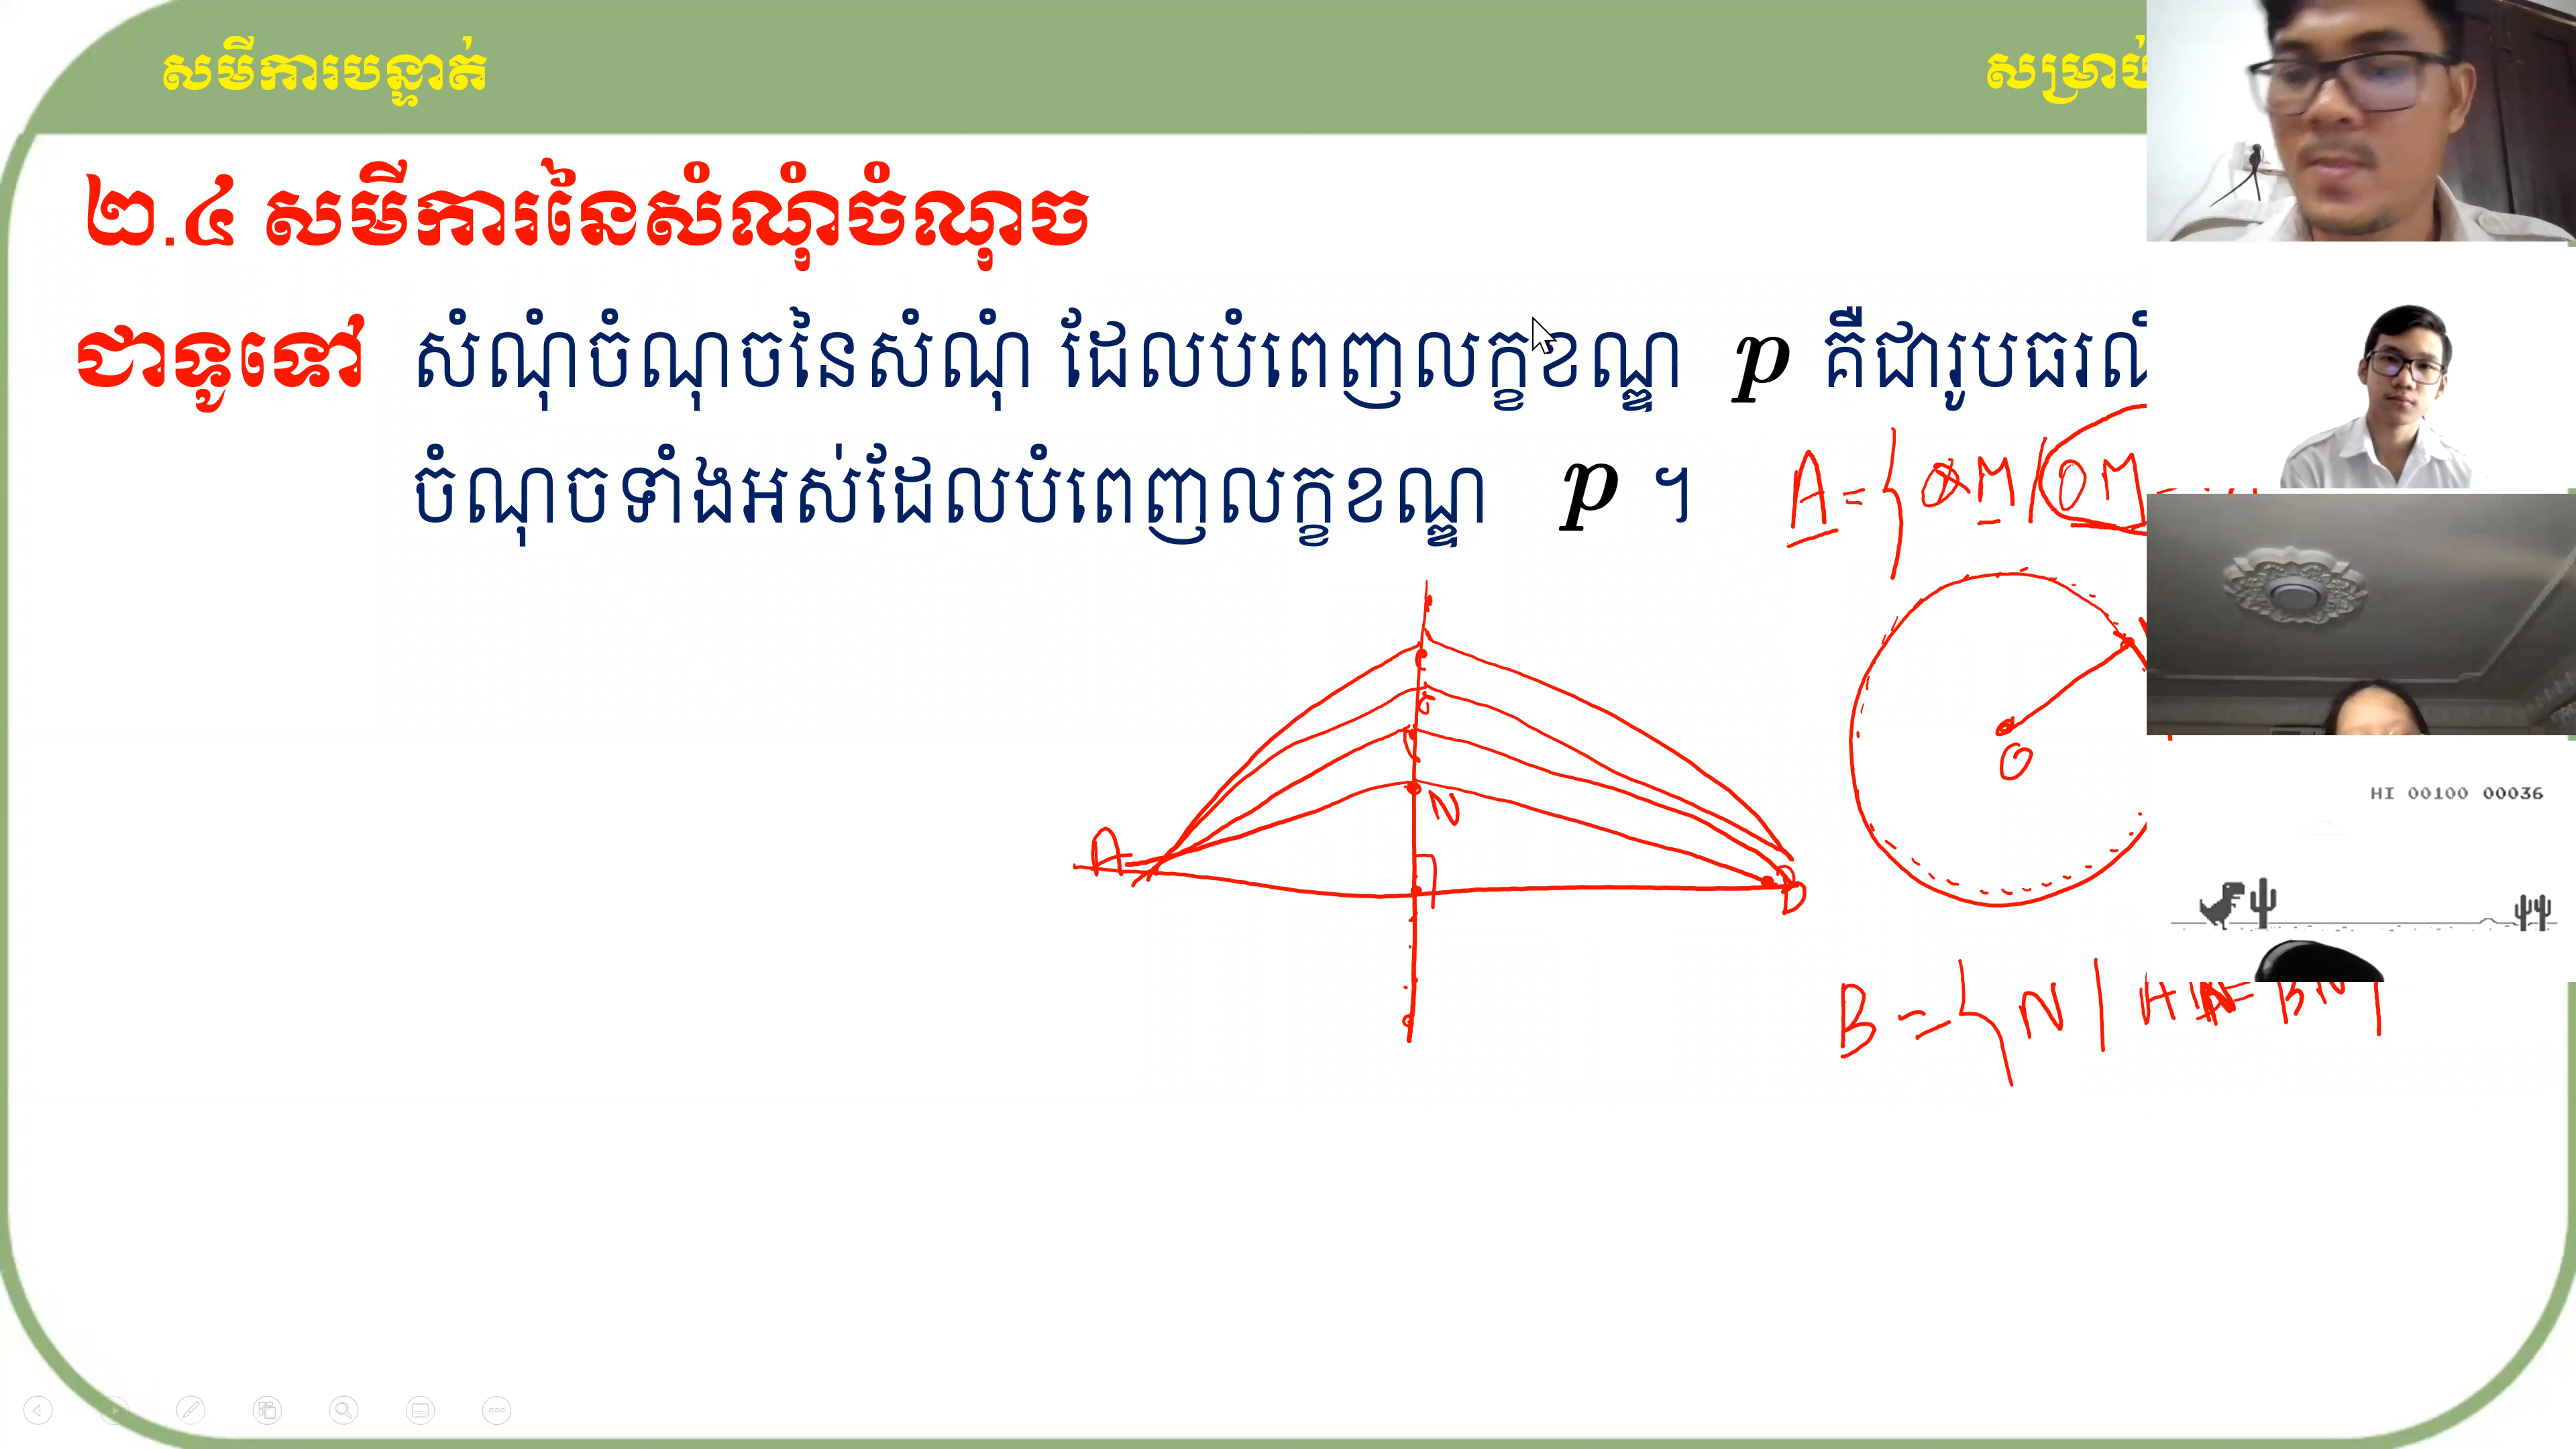 សមីការបន្ទាត់
២.៤ សមីការនៃសំណុំចំណុច
ជាទូទៅ សំណុំចំណុចនៃសំណុំ ដែលបំពេញលក្ខខណ្ឌ p គឺជារូបធរណី
ចំណុចទាំងអស់ដែលបំពេញលក្ខខណ្ឌ p ។
A = { M / OM
N
A
B
O
HI 00100 00036
B = { N |